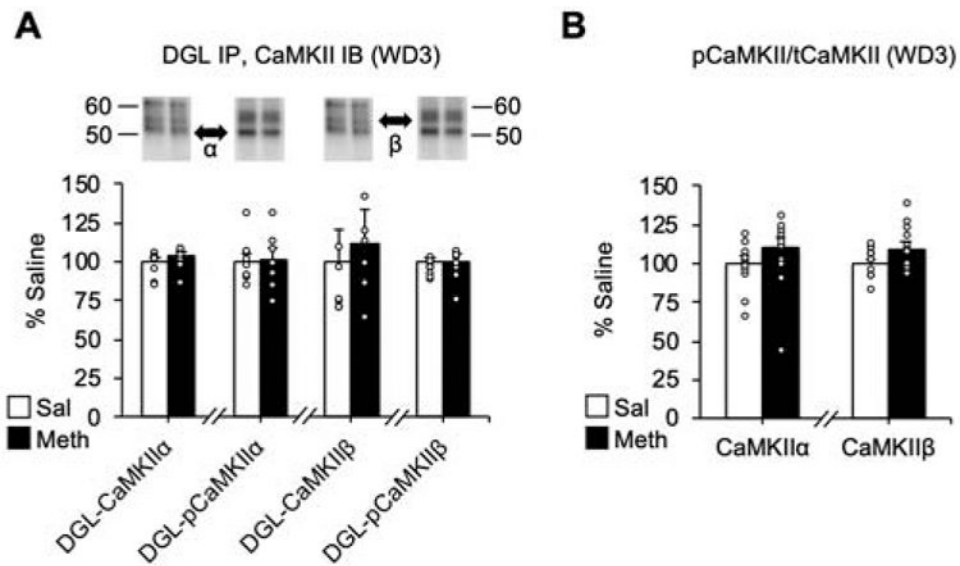 A
DGL IP, CaMKII IB (WD3)
60
50
α
β
60
50
150
125
100
75
50
25
0
% Saline
Sal
Meth
DGL-CaMKIIα
DGL-pCaMKIIα
DGL-CaMKIIβ
DGL-pCaMKIIβ
B
pCaMKII/tCaMKII (WD3)
150
125
100
75
50
25
0
% Saline
Sal
Meth
CaMKIIα
CaMKIIβ